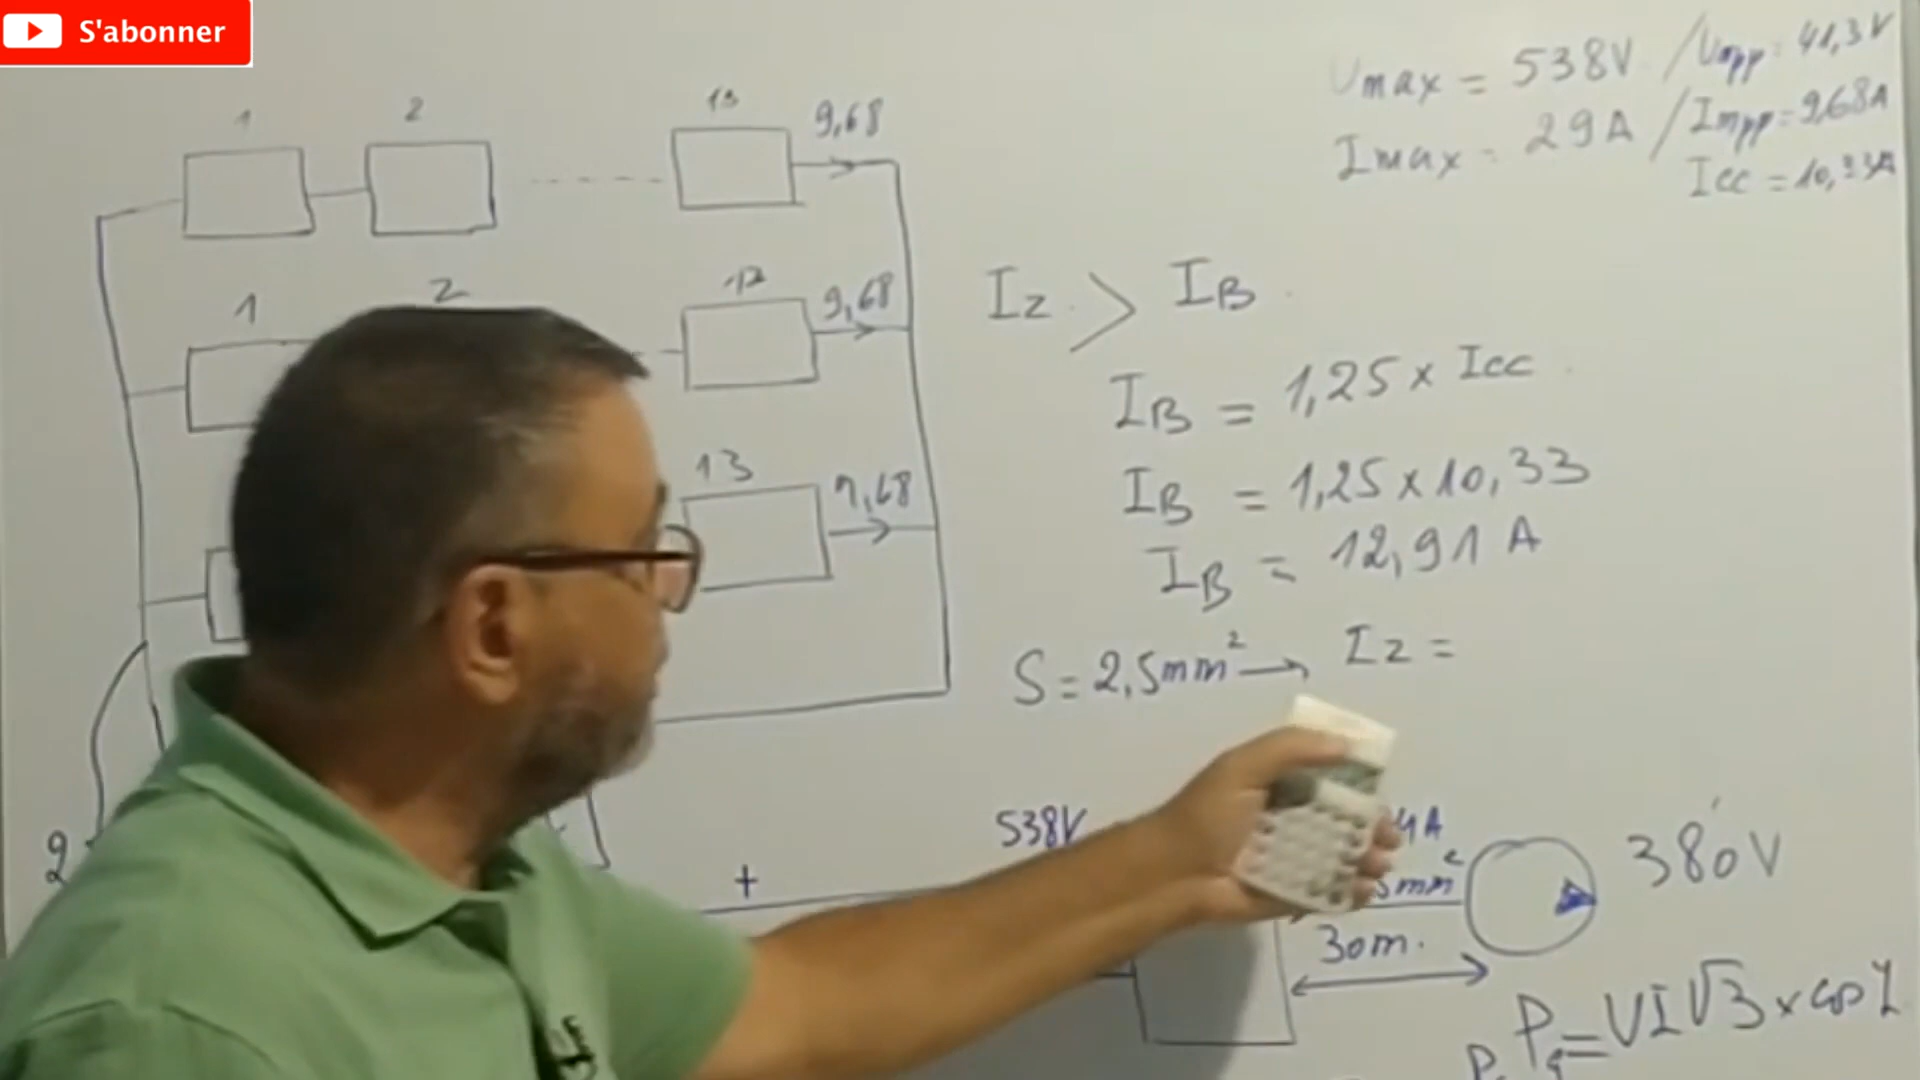 S'abonner
Umax = 538V / Umpp = 41,3V
Imax = 29A / Impp = 9,68A
Icc = 10,33A
1 2 13 9,68
1 2 12 9,68
13 9,68
Iz > IB
IB = 1,25 x Icc
IB = 1,25 x 10,33
IB = 12,91 A
S = 2,5mm² → Iz =
+ 538V
4A
mm²
380V
30m.